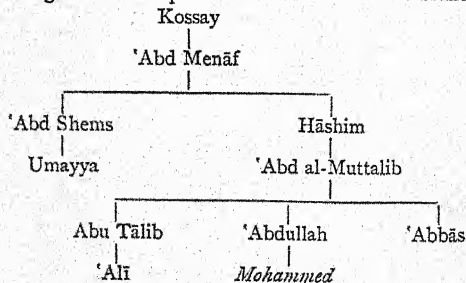 Kossay
‘Abd Menāf
‘Abd Shems Hāshim
Umayya ‘Abd al-Muttalib
Abu Tālib ‘Abdullah ‘Abbās
‘Alī Mohammed